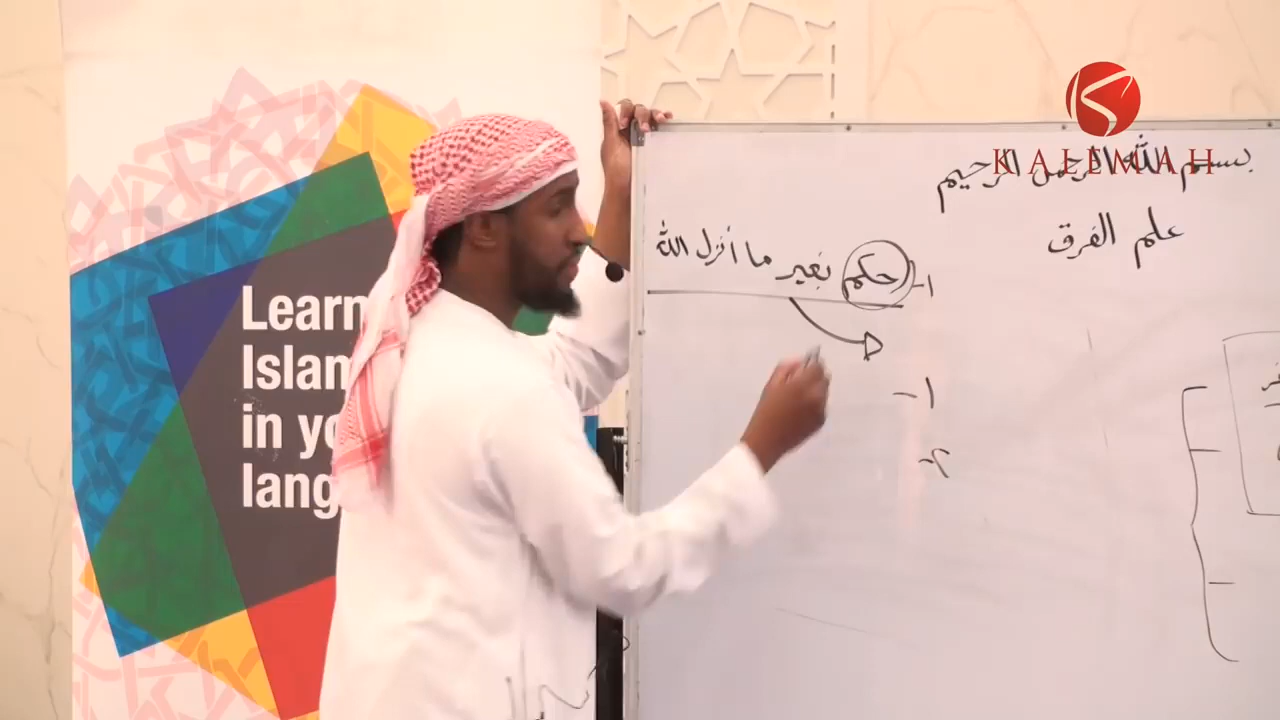 Learn
Islam
in yo
lang
KALEMAH
بسم الله الرحمن الرحيم
علم الفرق
١- حكم بغير ما أنزل الله
١-
٢-